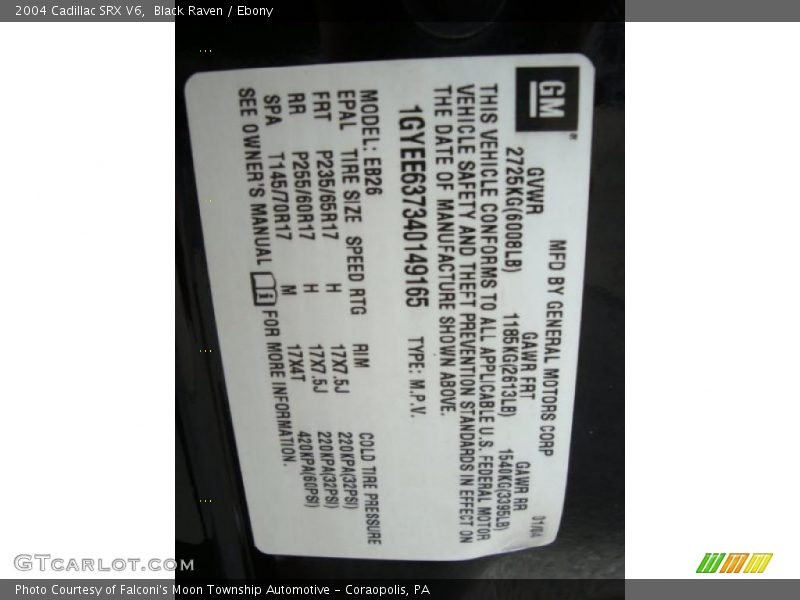 2004 Cadillac SRX V6,  Black Raven / Ebony
GM
MFD BY GENERAL MOTORS CORP
01/04
GVWR GAWR FRT GAWR RR
2725KG(6008LB) 1185KG(2613LB) 1540KG(3395LB)
THIS VEHICLE CONFORMS TO ALL APPLICABLE U.S. FEDERAL MOTOR
VEHICLE SAFETY AND THEFT PREVENTION STANDARDS IN EFFECT ON
THE DATE OF MANUFACTURE SHOWN ABOVE.
1GYEE637340149165 TYPE: M.P.V.
MODEL: EB26
EPAL TIRE SIZE SPEED RTG RIM COLD TIRE PRESSURE
FRT P235/65R17 H 17X7.5J 220KPA(32PSI)
RR P255/60R17 H 17X7.5J 220KPA(32PSI)
SPA T145/70R17 M 17X4T 420KPA(60PSI)
SEE OWNER'S MANUAL FOR MORE INFORMATION.
GTCarLot.com
Photo Courtesy of Falconi's Moon Township Automotive - Coraopolis, PA